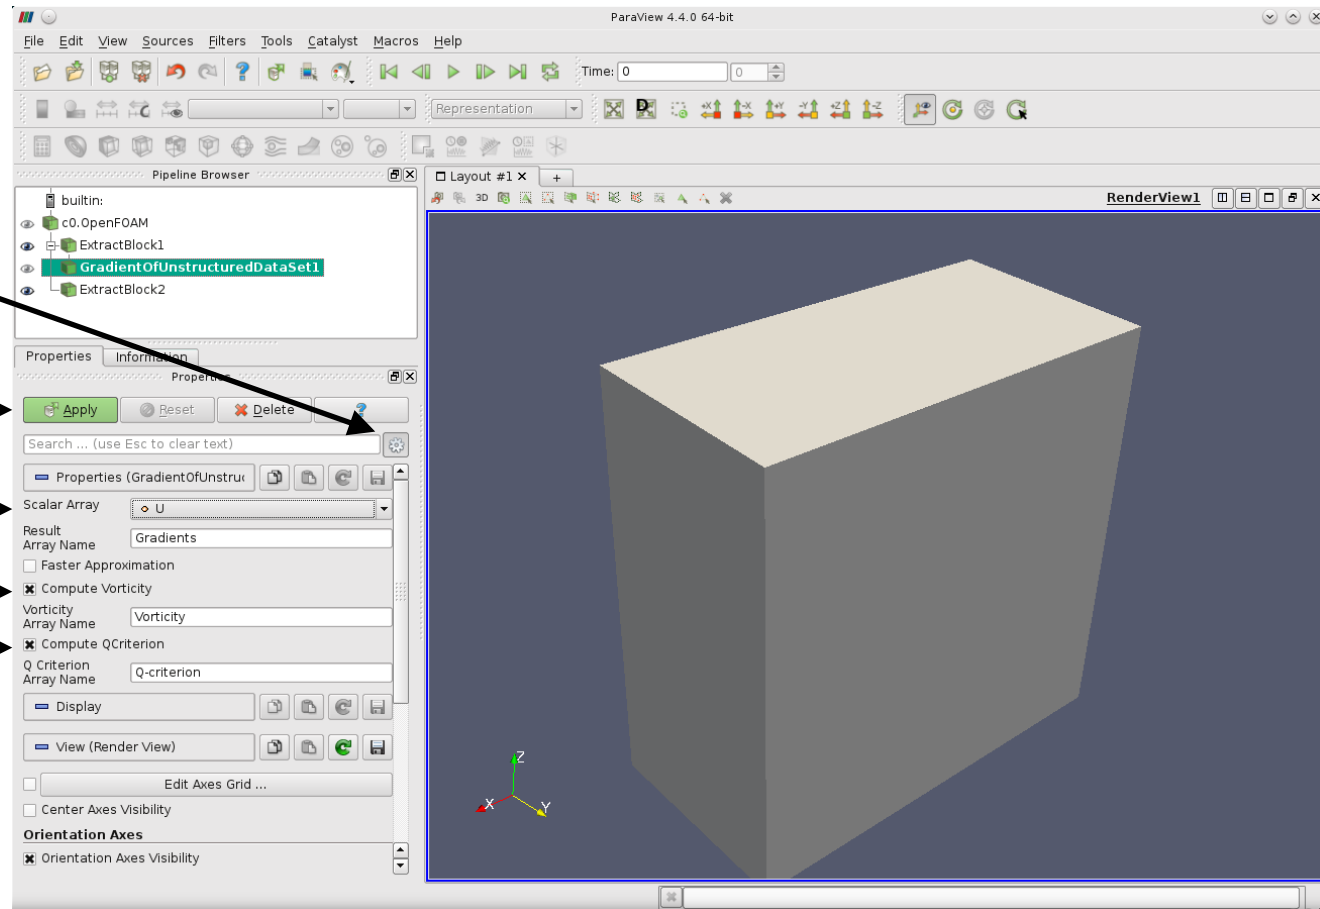 ParaView 4.4.0 64-bit
File Edit View Sources Filters Tools Catalyst Macros Help
Time: 0 0
Representation
Pipeline Browser
builtin:
c0.OpenFOAM
ExtractBlock1
GradientOfUnstructuredDataSet1
ExtractBlock2
Properties Information
Properties
Apply Reset Delete ?
Search ... (use Esc to clear text)
Properties (GradientOfUnstruc
Scalar Array U
Result
Array Name Gradients
Faster Approximation
Compute Vorticity
Vorticity
Array Name Vorticity
Compute QCriterion
Q Criterion
Array Name Q-criterion
Display
View (Render View)
Edit Axes Grid ...
Center Axes Visibility
Orientation Axes
Orientation Axes Visibility
Layout #1 +
3D RenderView1
Z
X
Y